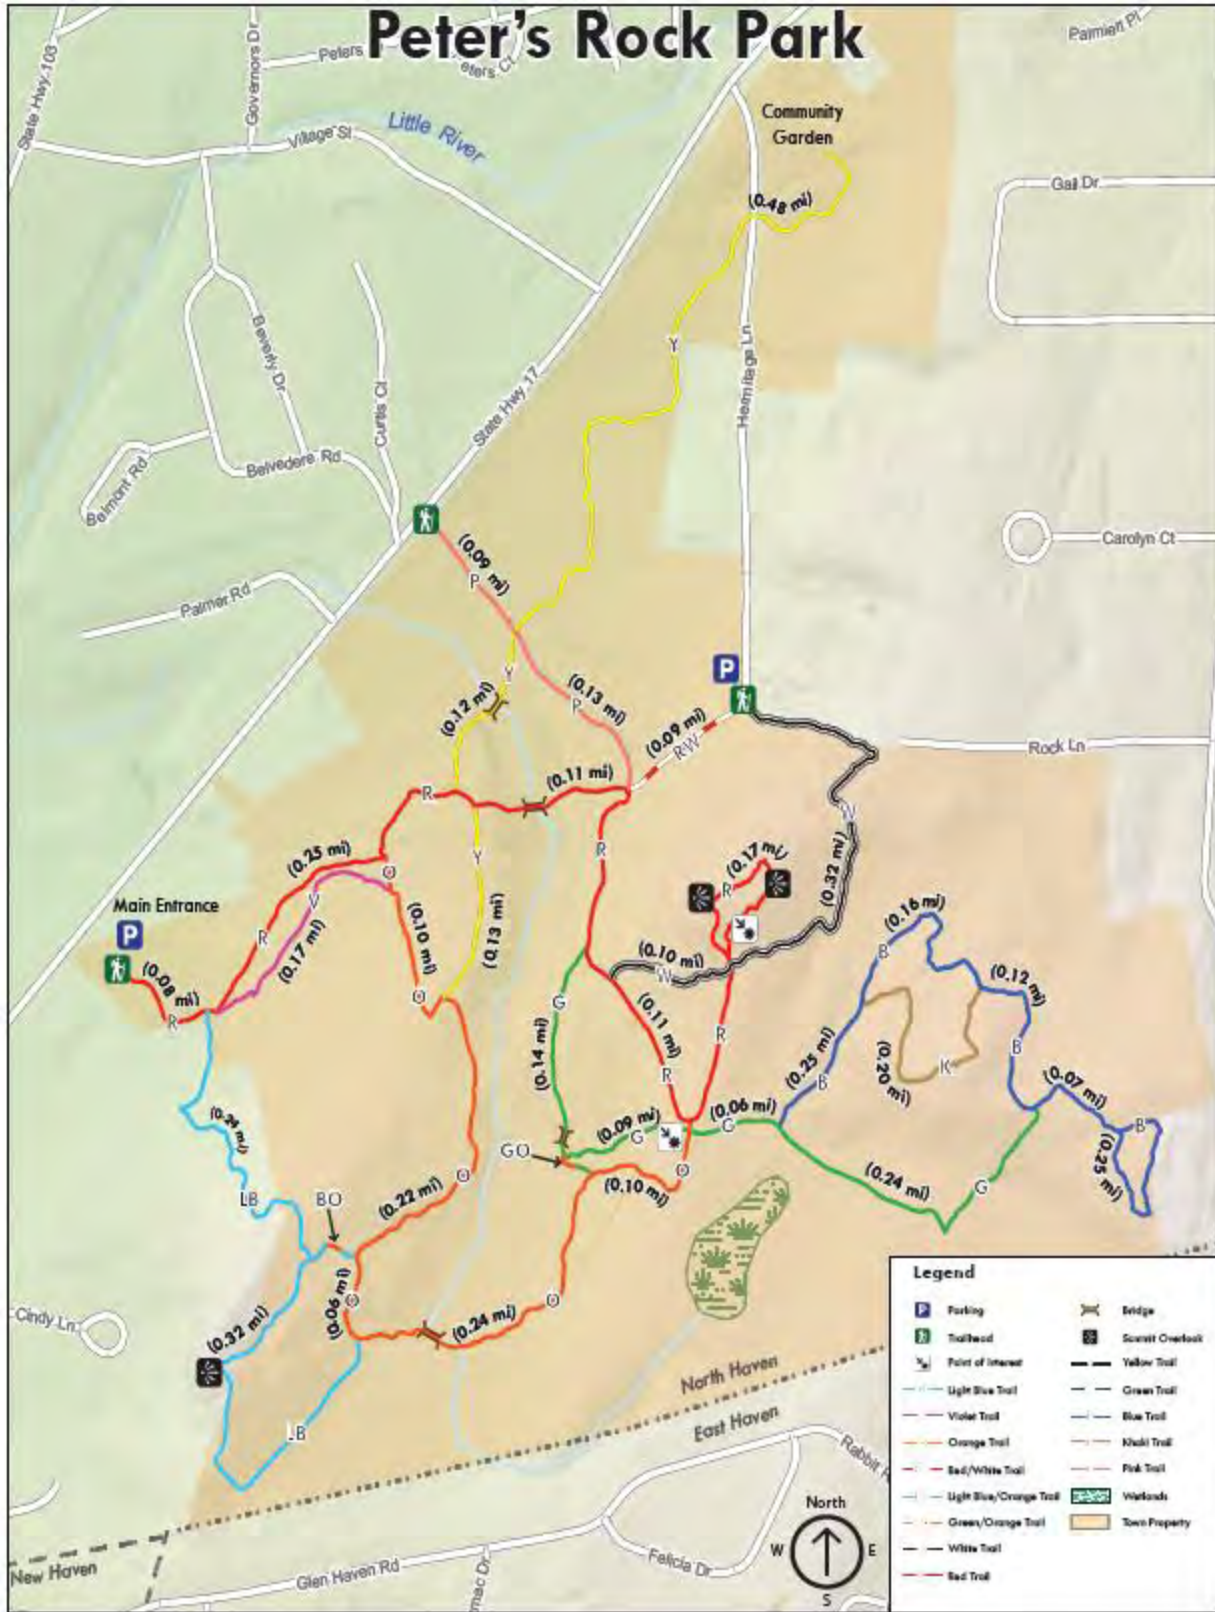 Peter's Rock Park
State Hwy 103
Governors Dr
Peters
eters Ct
Palmieri Pl
Village St
Little River
Community
Garden
(0.48 mi)
Gail Dr
Beverly Dr
Curtis Ct
State Hwy 17
Y
Hermitage Ln
Belmont Rd
Belvedere Rd
Carolyn Ct
(0.09 mi)
P
Palmer Rd
Y
(0.12 mi)
(0.13 mi)
P
P
(0.09 mi)
RW
Rock Ln
R
(0.11 mi)
(0.25 mi)
O
Y
R
W
(0.32 mi)
(0.17 mi)
R
Main Entrance
P
V
R
(0.17 mi)
(0.10 mi)
O
(0.13 mi)
(0.08 mi)
R
(0.10 mi)
W
(0.16 mi)
B
(0.12 mi)
G
(0.14 mi)
(0.11 mi)
R
R
(0.25 mi)
B
(0.20 mi)
K
B
(0.07 mi)
B
(0.25 mi)
(0.24 mi)
LB
GO
(0.09 mi)
G
(0.06 mi)
G
(0.10 mi)
O
(0.24 mi)
G
BO
(0.22 mi)
O
(0.06 mi)
O
(0.32 mi)
(0.24 mi)
O
Cindy Ln
LB
North Haven
East Haven
Rabbit R
New Haven
Glen Haven Rd
mac Dr
Felicia Dr
North
W
E
S
Legend
P
Parking
Bridge
Trailhead
Summit Overlook
Point of Interest
Yellow Trail
Light Blue Trail
Green Trail
Violet Trail
Blue Trail
Orange Trail
Khaki Trail
Red/White Trail
Pink Trail
Light Blue/Orange Trail
Wetlands
Green/Orange Trail
Town Property
White Trail
Red Trail